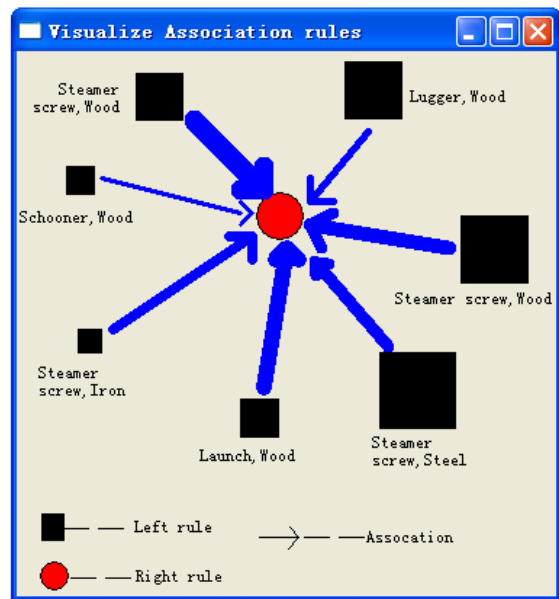 Visualize Association rules
Steamer
screw,Wood
Lugger,Wood
Schooner,Wood
Steamer screw,Wood
Steamer
screw,Iron
Launch,Wood
Steamer
screw,Steel
Left rule
Assocation
Right rule